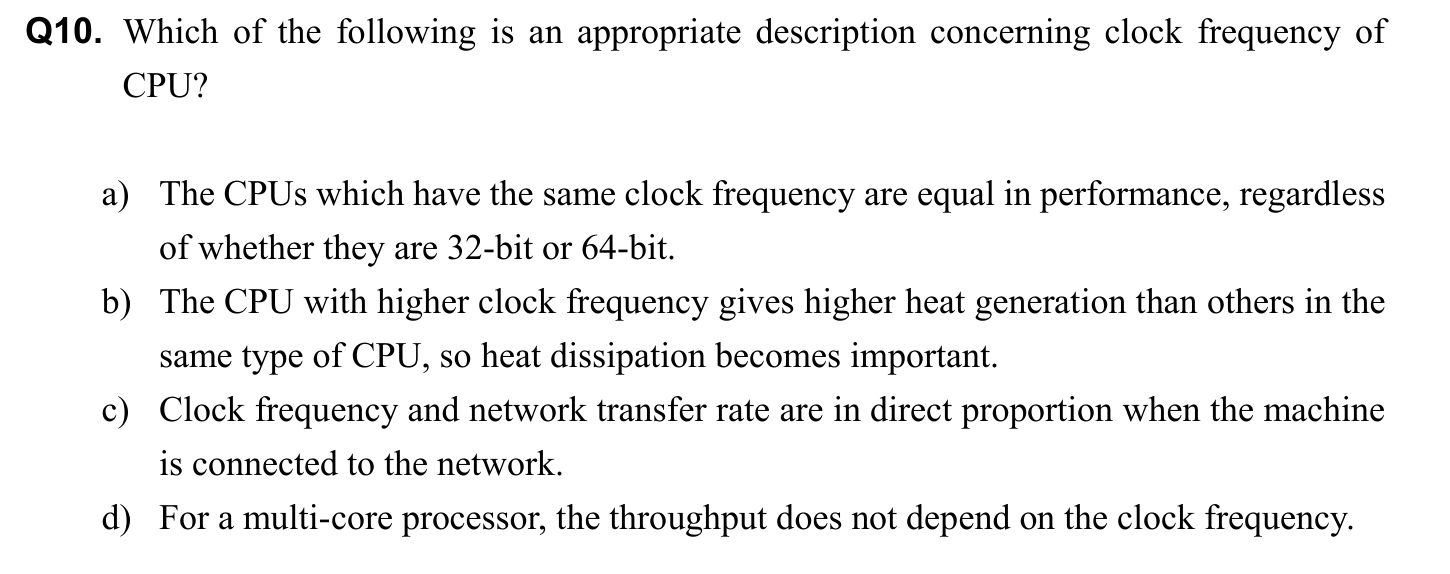 Q10. Which of the following is an appropriate description concerning clock frequency of
CPU?
a) The CPUs which have the same clock frequency are equal in performance, regardless
of whether they are 32-bit or 64-bit.
b) The CPU with higher clock frequency gives higher heat generation than others in the
same type of CPU, so heat dissipation becomes important.
c) Clock frequency and network transfer rate are in direct proportion when the machine
is connected to the network.
d) For a multi-core processor, the throughput does not depend on the clock frequency.